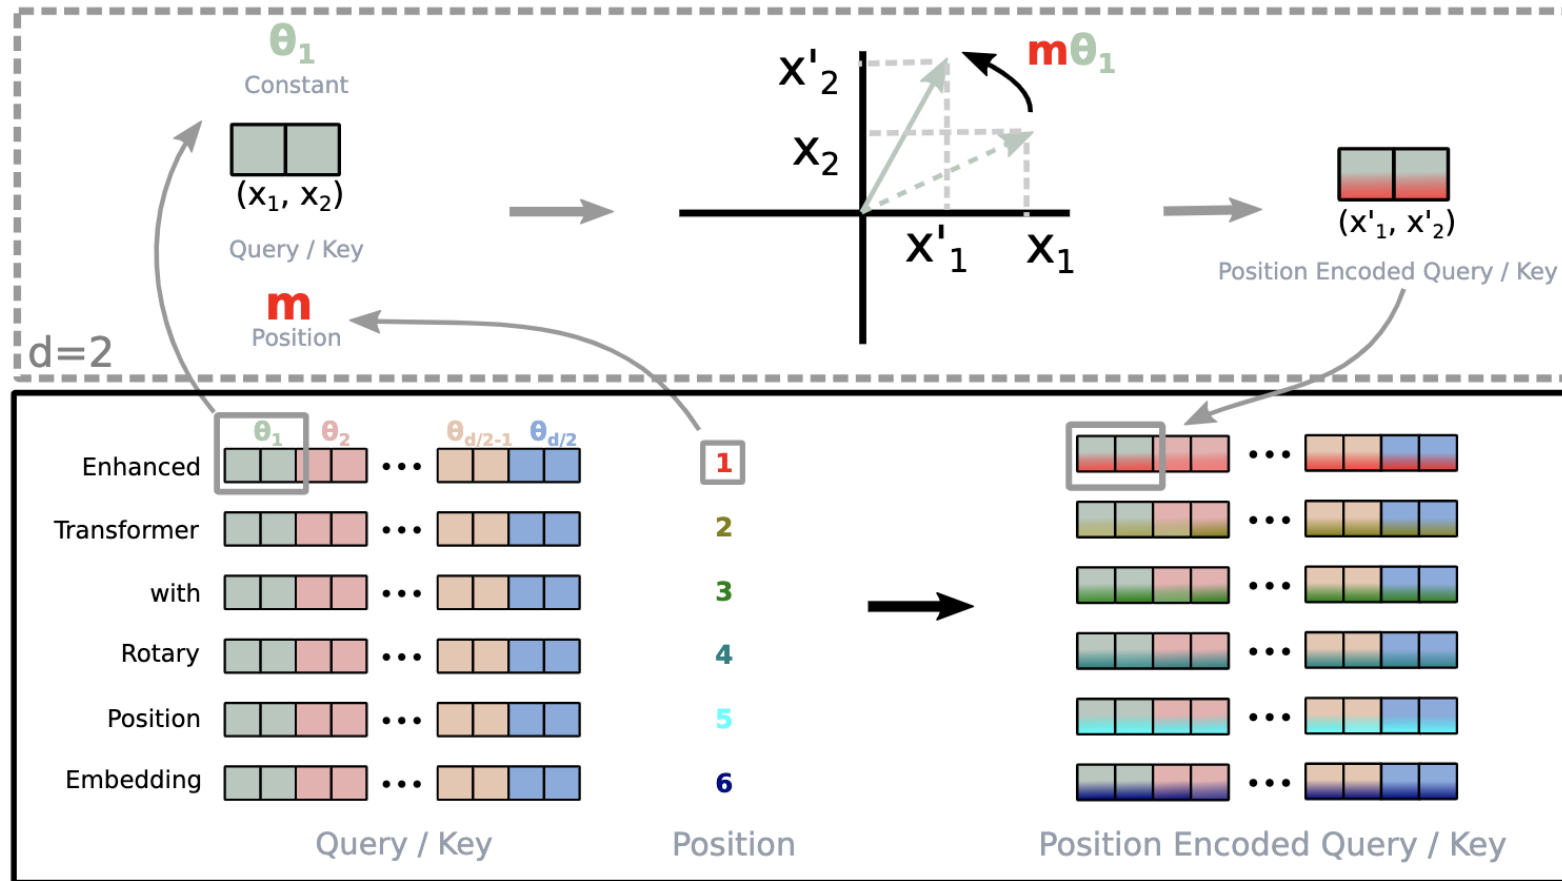 θ1
Constant
(x1, x2)
Query / Key
m
Position
d=2
x'2
x2
x'1
x1
mθ1
(x'1, x'2)
Position Encoded Query / Key
θ1 θ2 ••• θd/2-1 θd/2
Enhanced ••• 1 •••
Transformer ••• 2 •••
with ••• 3 •••
Rotary ••• 4 •••
Position ••• 5 •••
Embedding ••• 6 •••
Query / Key Position Position Encoded Query / Key